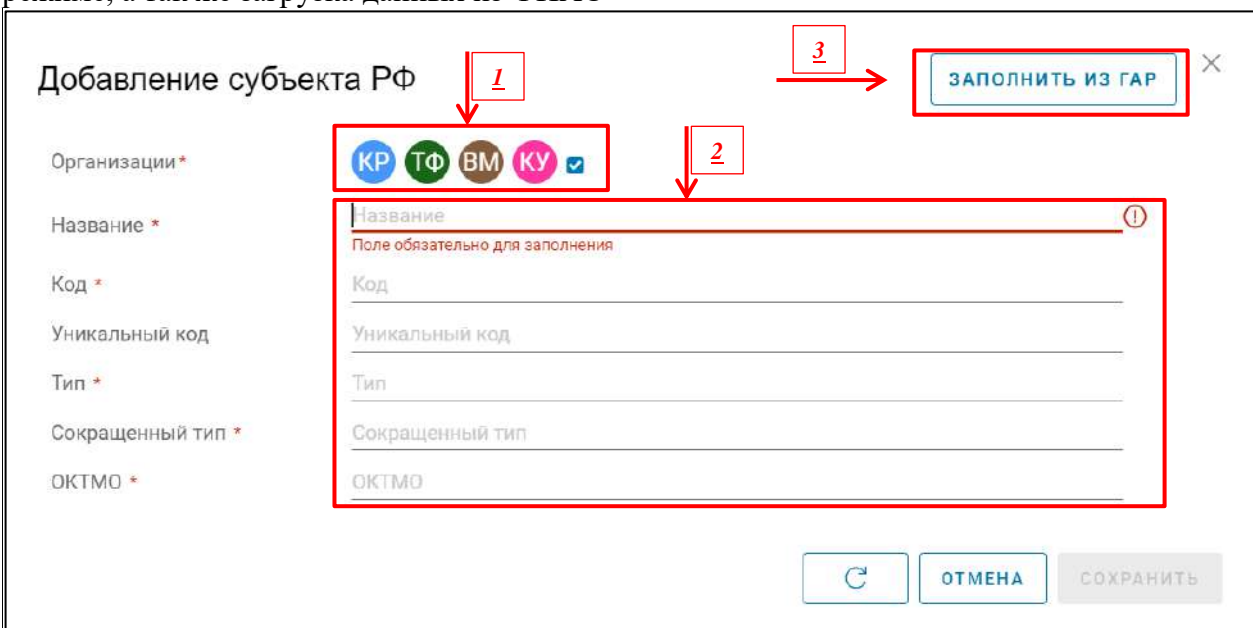 Добавление субъекта РФ
1
3
ЗАПОЛНИТЬ ИЗ ГАР
Организации*
КР ТФ ВМ КУ
2
Название *
Название
Поле обязательно для заполнения
Код *
Код
Уникальный код
Уникальный код
Тип *
Тип
Сокращенный тип *
Сокращенный тип
ОКТМО *
ОКТМО
ОТМЕНА
СОХРАНИТЬ